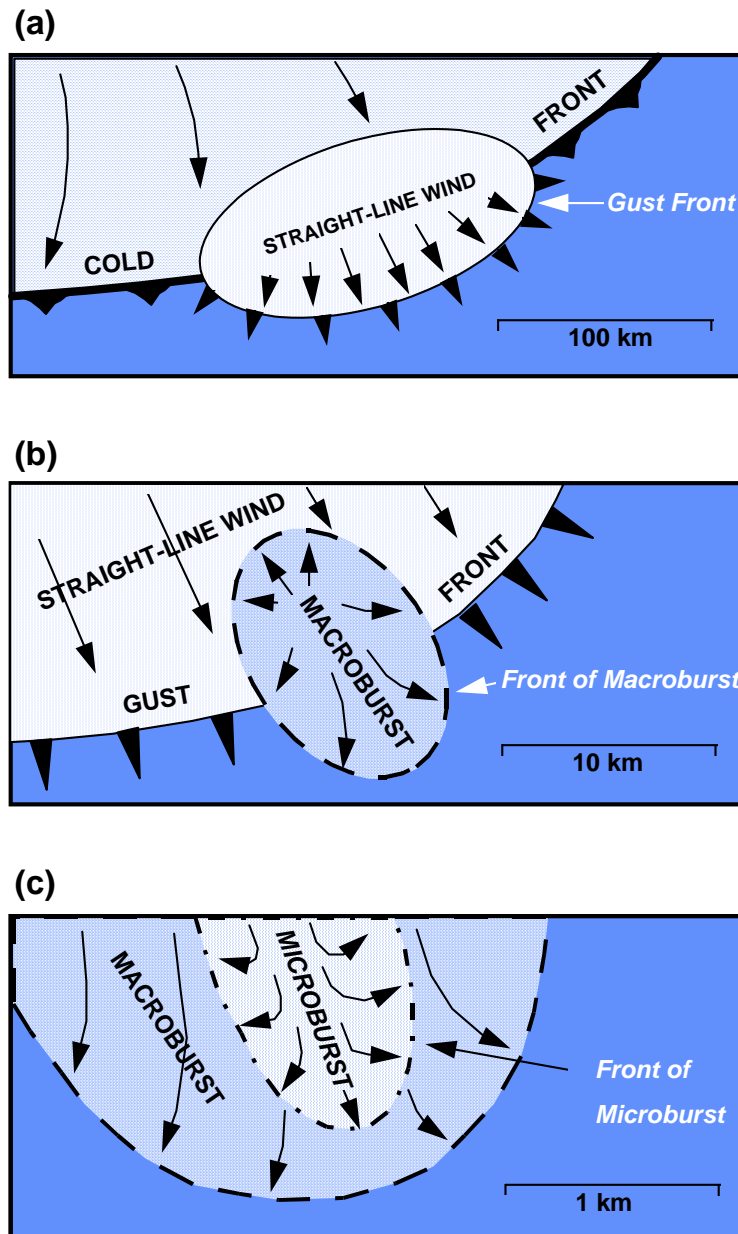 (a)
FRONT
STRAIGHT-LINE WIND
Gust Front
COLD
100 km
(b)
STRAIGHT-LINE WIND
FRONT
MACROBURST
Front of Macroburst
GUST
10 km
(c)
MICROBURST
MACROBURST
Front of
Microburst
1 km